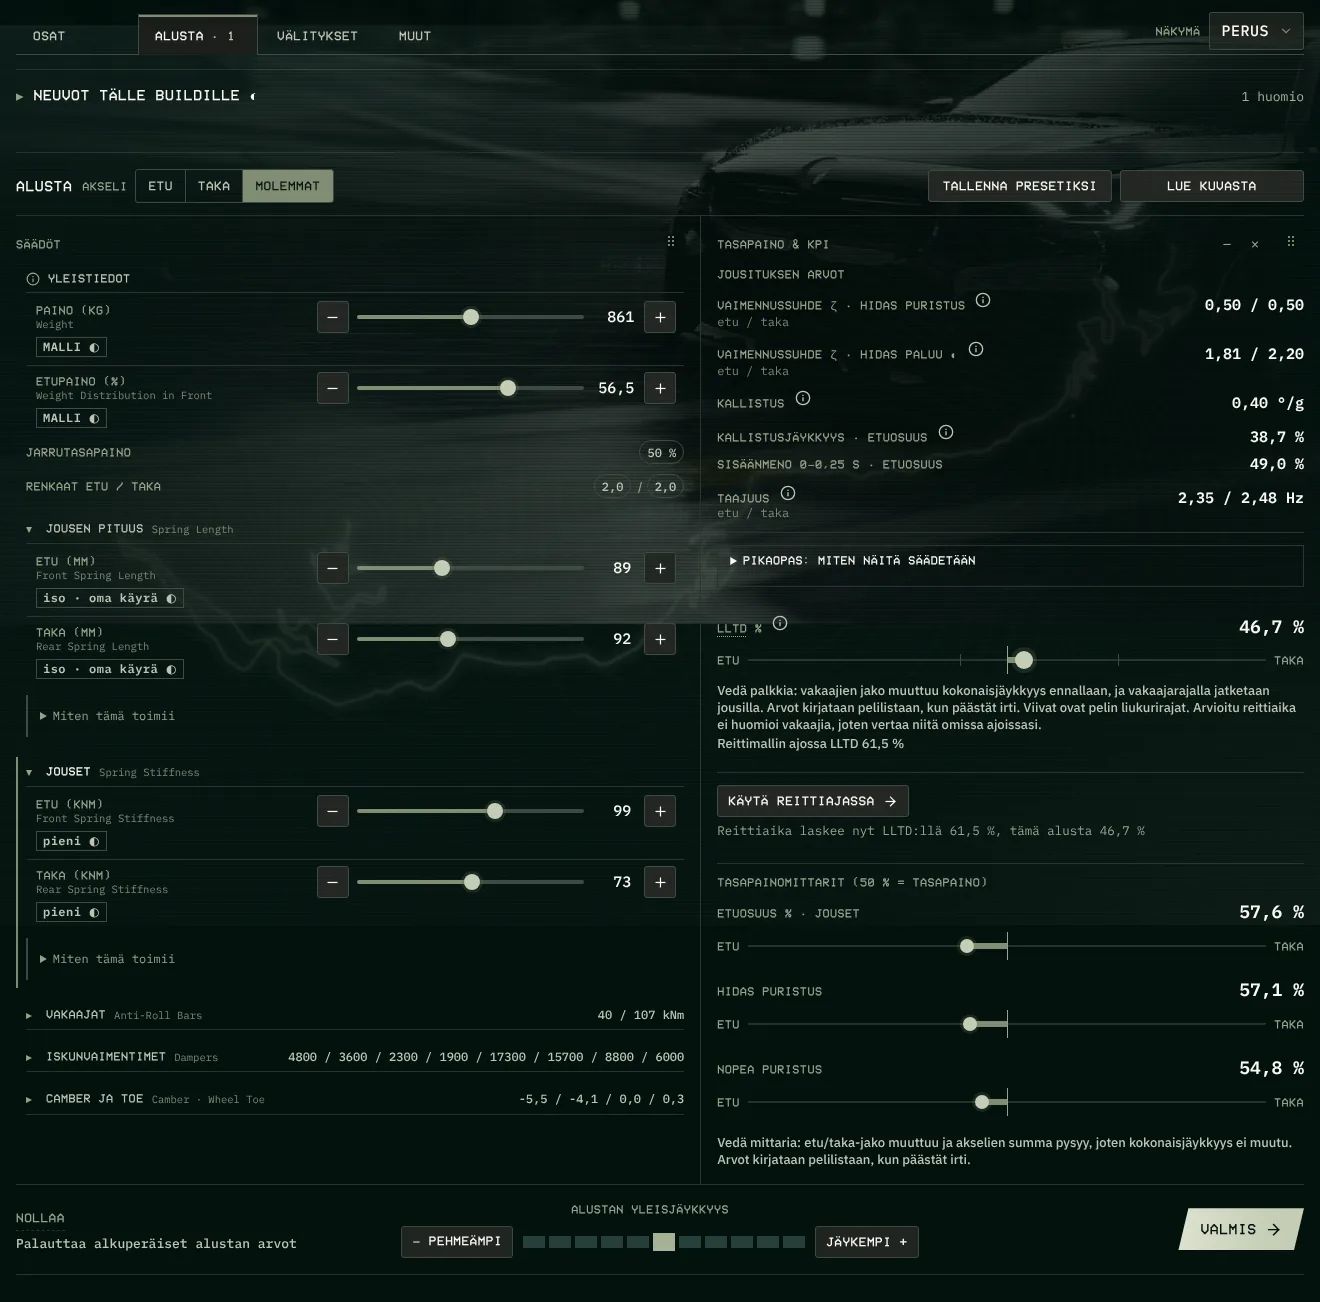 OSAT
ALUSTA · 1
VÄLITYKSET
MUUT
NÄKYMÄ
PERUS
NEUVOT TÄLLE BUILDILLE
1 huomio
ALUSTA AKSELI ETU TAKA MOLEMMAT
TALLENNA PRESETIKSI
LUE KUVASTA
SÄÄDÖT
YLEISTIEDOT
PAINO (KG)
Weight
MALLI
− 861 +
ETUPAINO (%)
Weight Distribution in Front
MALLI
− 56,5 +
JARRUTASAPAINO 50 %
RENKAAT ETU / TAKA 2,0 / 2,0
JOUSEN PITUUS Spring Length
ETU (MM)
Front Spring Length
iso · oma käyrä
− 89 +
TAKA (MM)
Rear Spring Length
iso · oma käyrä
− 92 +
Miten tämä toimii
JOUSET Spring Stiffness
ETU (KNM)
Front Spring Stiffness
pieni
− 99 +
TAKA (KNM)
Rear Spring Stiffness
pieni
− 73 +
Miten tämä toimii
VAKAAJAT Anti-Roll Bars 40 / 107 kNm
ISKUNVAIMENTIMET Dampers 4800 / 3600 / 2300 / 1900 / 17300 / 15700 / 8800 / 6000
CAMBER JA TOE Camber · Wheel Toe -5,5 / -4,1 / 0,0 / 0,3
TASAPAINO & KPI − ×
JOUSITUKSEN ARVOT
VAIMENNUSSUHDE ζ · HIDAS PURISTUS 0,50 / 0,50
etu / taka
VAIMENNUSSUHDE ζ · HIDAS PALUU 1,81 / 2,20
etu / taka
KALLISTUS 0,40 °/g
KALLISTUSJÄYKKYYS · ETUOSUUS 38,7 %
SISÄÄNMENO 0–0,25 S · ETUOSUUS 49,0 %
TAAJUUS 2,35 / 2,48 Hz
etu / taka
PIKAOPAS: MITEN NÄITÄ SÄÄDETÄÄN
LLTD % 46,7 %
ETU TAKA
Vedä palkkia: vakaajien jako muuttuu kokonaisjäykkyys ennallaan, ja vakaajarajalla jatketaan
jousilla. Arvot kirjataan pelilistaan, kun päästät irti. Viivat ovat pelin liukurirajat. Arvioitu reittiaika
ei huomioi vakaajia, joten vertaa niitä omissa ajoissasi.
Reittimallin ajossa LLTD 61,5 %
KÄYTÄ REITTIAJASSA →
Reittiaika laskee nyt LLTD:llä 61,5 %, tämä alusta 46,7 %
TASAPAINOMITTARIT (50 % = TASAPAINO)
ETUOSUUS % · JOUSET 57,6 %
ETU TAKA
HIDAS PURISTUS 57,1 %
ETU TAKA
NOPEA PURISTUS 54,8 %
ETU TAKA
Vedä mittaria: etu/taka-jako muuttuu ja akselien summa pysyy, joten kokonaisjäykkyys ei muutu.
Arvot kirjataan pelilistaan, kun päästät irti.
NOLLAA
Palauttaa alkuperäiset alustan arvot
ALUSTAN YLEISJÄYKKYYS
− PEHMEÄMPI
JÄYKEMPI +
VALMIS →